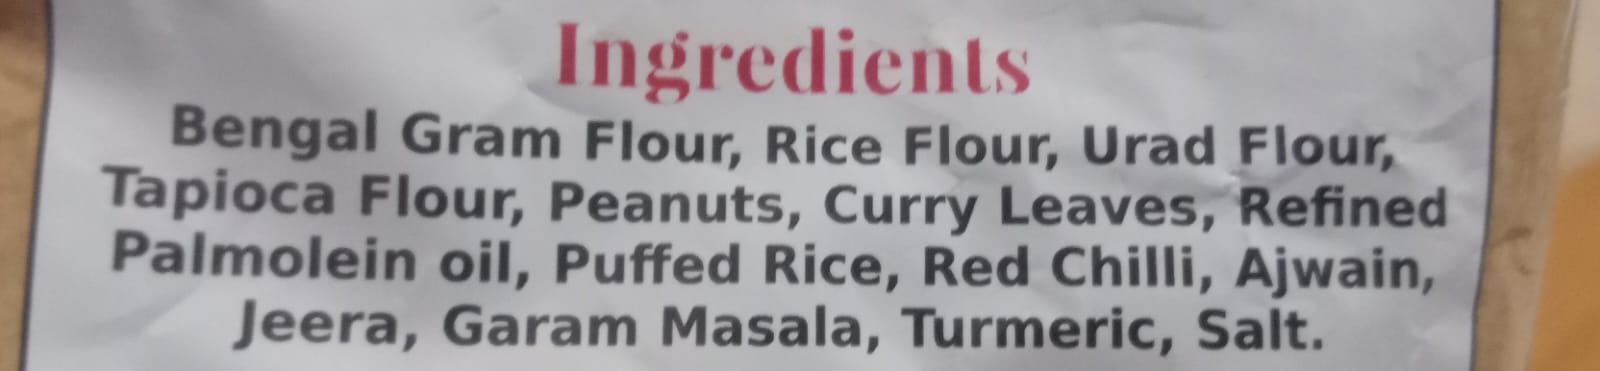 Ingredients
Bengal Gram Flour, Rice Flour, Urad Flour,
Tapioca Flour, Peanuts, Curry Leaves, Refined
Palmolein oil, Puffed Rice, Red Chilli, Ajwain,
Jeera, Garam Masala, Turmeric, Salt.